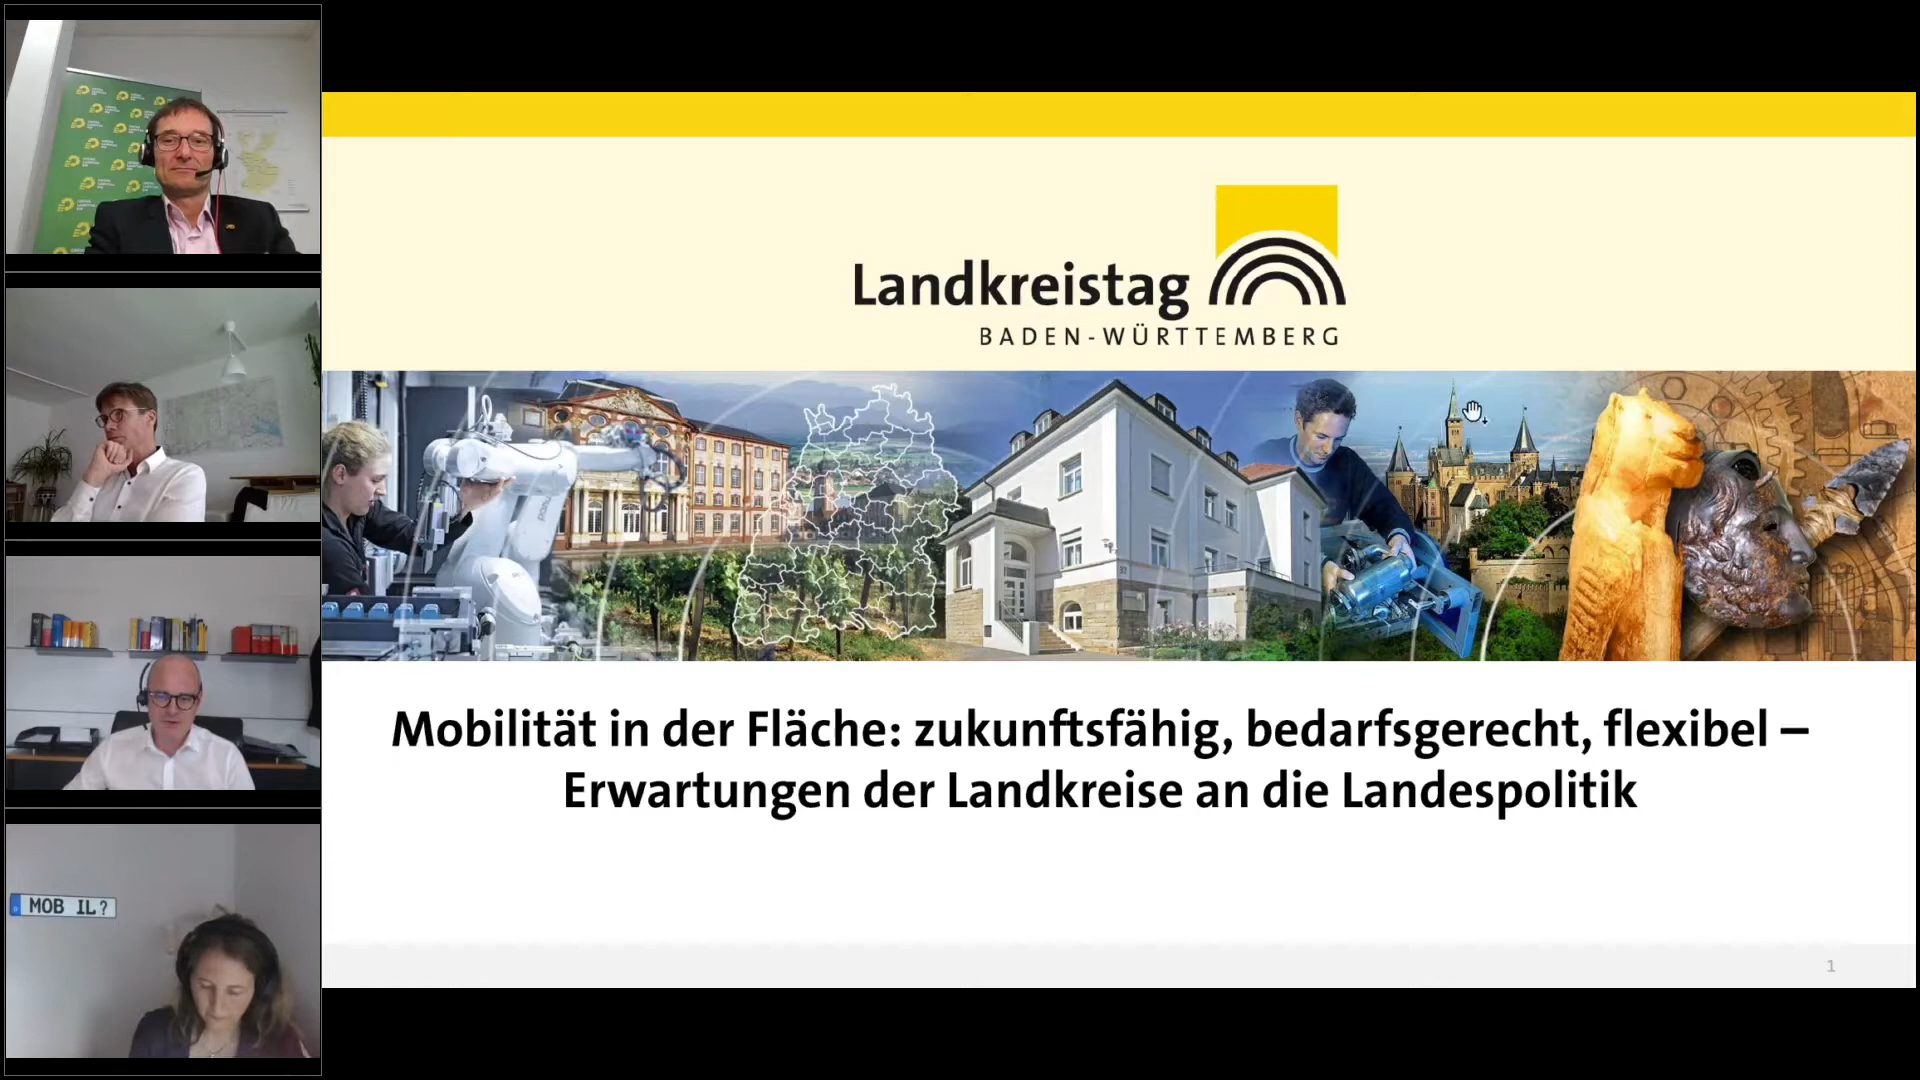 Landkreistag
BADEN-WÜRTTEMBERG
Mobilität in der Fläche: zukunftsfähig, bedarfsgerecht, flexibel –
Erwartungen der Landkreise an die Landespolitik
1
MOB IL?